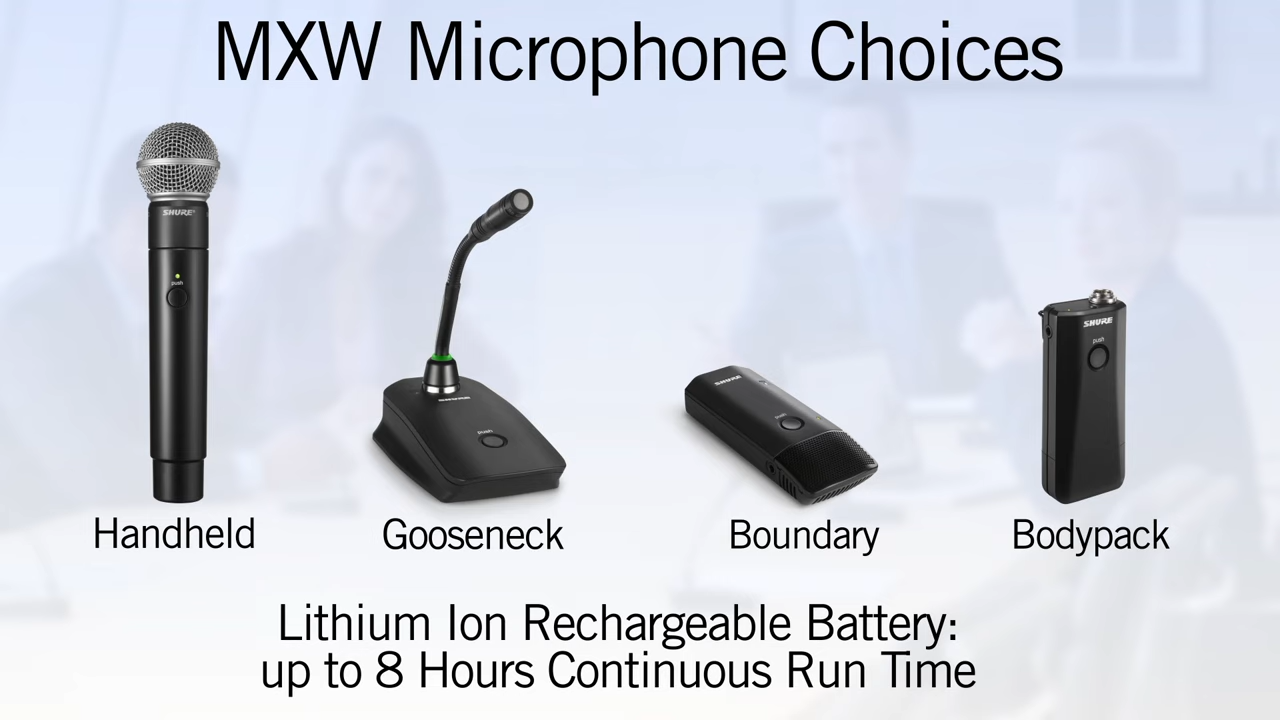 MXW Microphone Choices
SHURE
push
SHURE
push
SHURE
push
SHURE
push
Handheld
Gooseneck
Boundary
Bodypack
Lithium Ion Rechargeable Battery:
up to 8 Hours Continuous Run Time